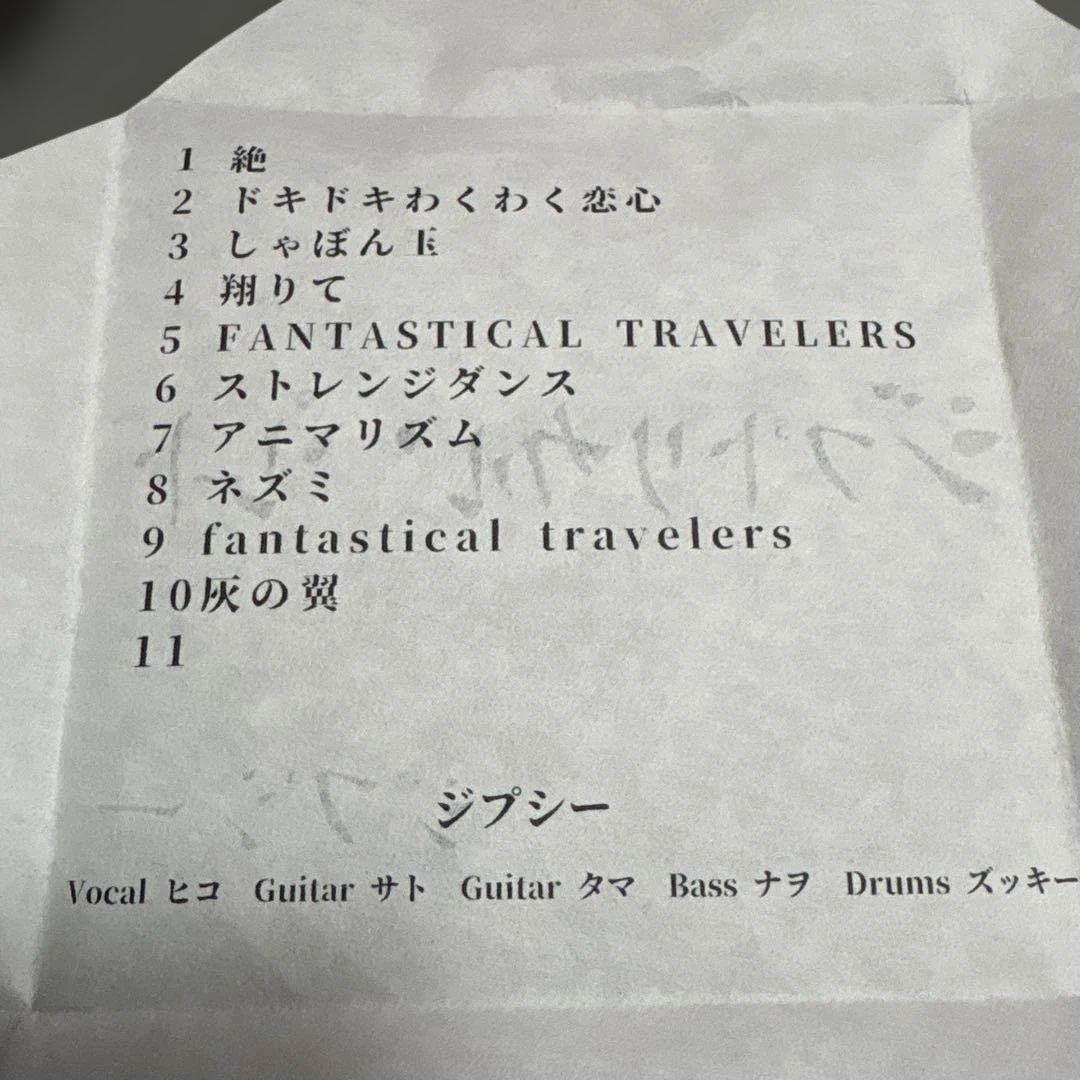 1 絶
2 ドキドキわくわく恋心
3 しゃぼん玉
4 翔りて
5 FANTASTICAL TRAVELERS
6 ストレンジダンス
7 アニマリズム
8 ネズミ
9 fantastical travelers
10灰の翼
11
ジプシー
Vocal ヒコ Guitar サト Guitar タマ Bass ナヲ Drums ズッキー